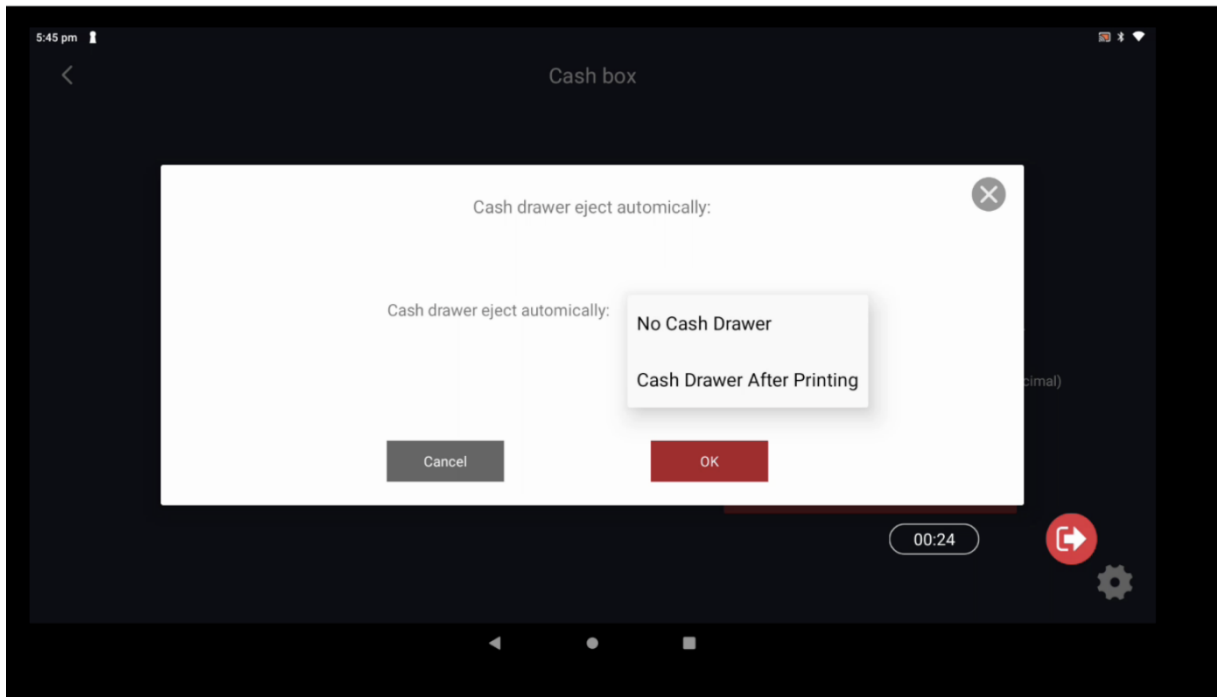 5:45 pm
Cash box
Cash drawer eject automically:
Cash drawer eject automically:
No Cash Drawer
Cash Drawer After Printing
cimal)
Cancel
OK
00:24